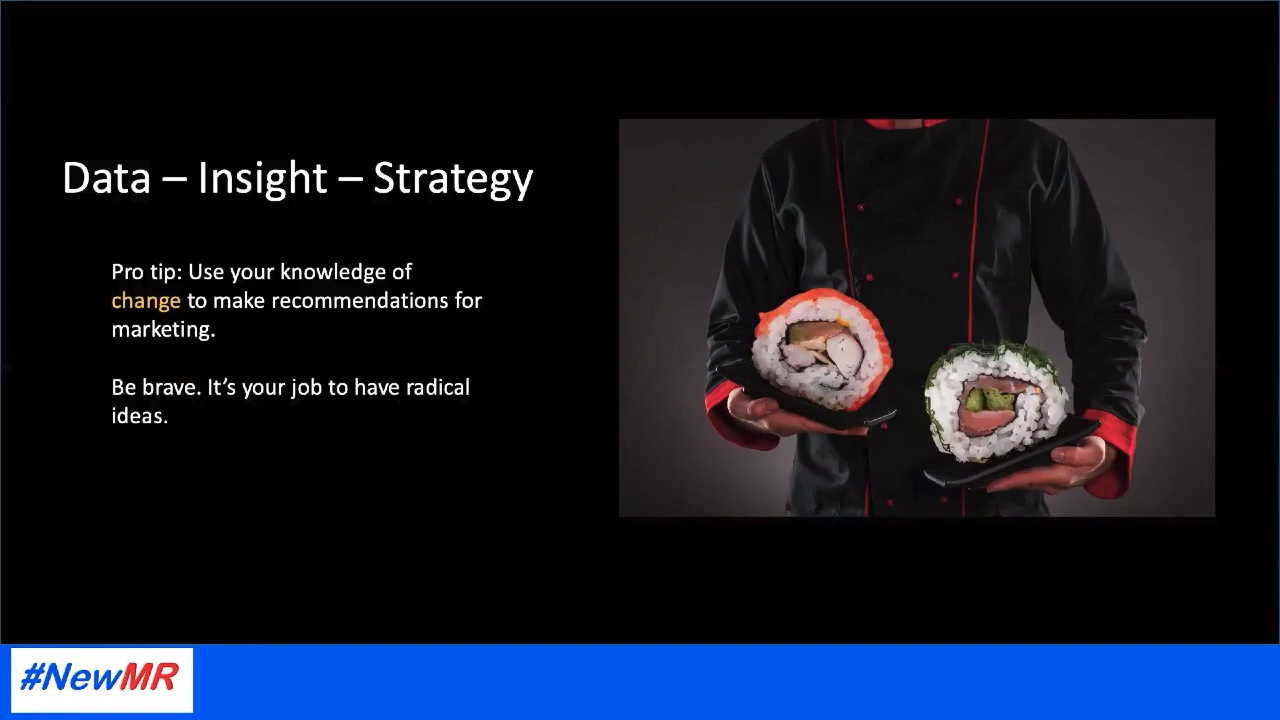 Data – Insight – Strategy
Pro tip: Use your knowledge of
change to make recommendations for
marketing.
Be brave. It’s your job to have radical
ideas.
#NewMR